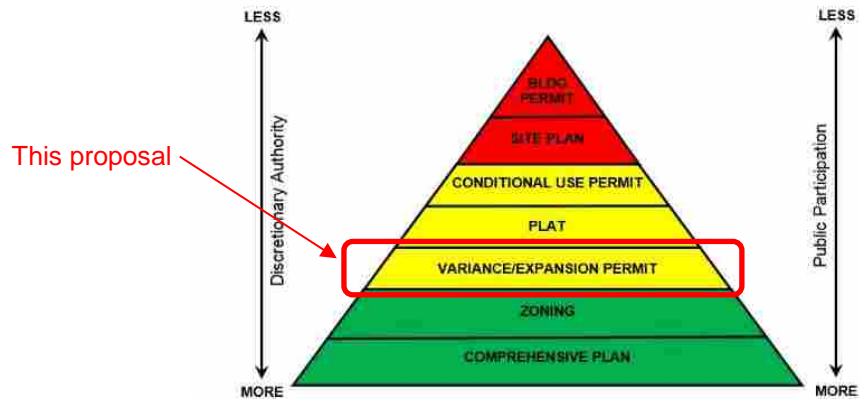 LESS
LESS
BLDG
PERMIT
SITE PLAN
This proposal
CONDITIONAL USE PERMIT
Discretionary Authority
Public Participation
PLAT
VARIANCE/EXPANSION PERMIT
ZONING
COMPREHENSIVE PLAN
MORE
MORE